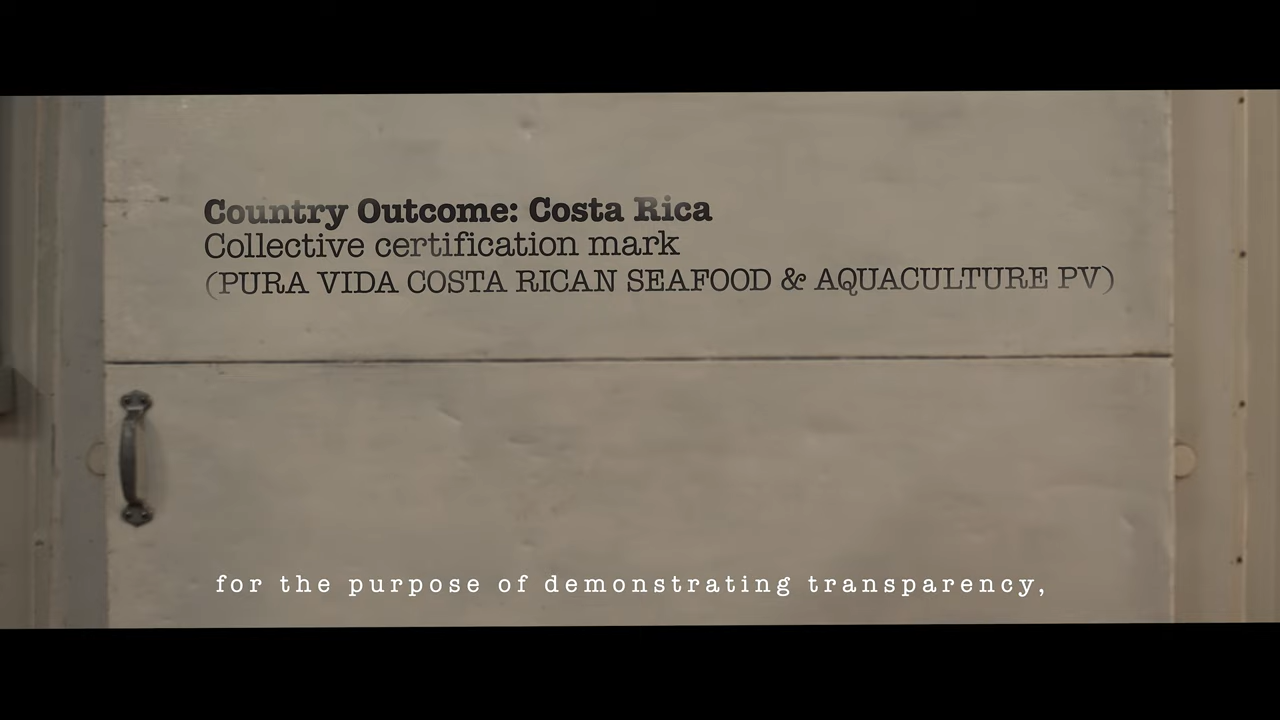 Country Outcome: Costa Rica
Collective certification mark
(PURA VIDA COSTA RICAN SEAFOOD & AQUACULTURE PV)
for the purpose of demonstrating transparency,